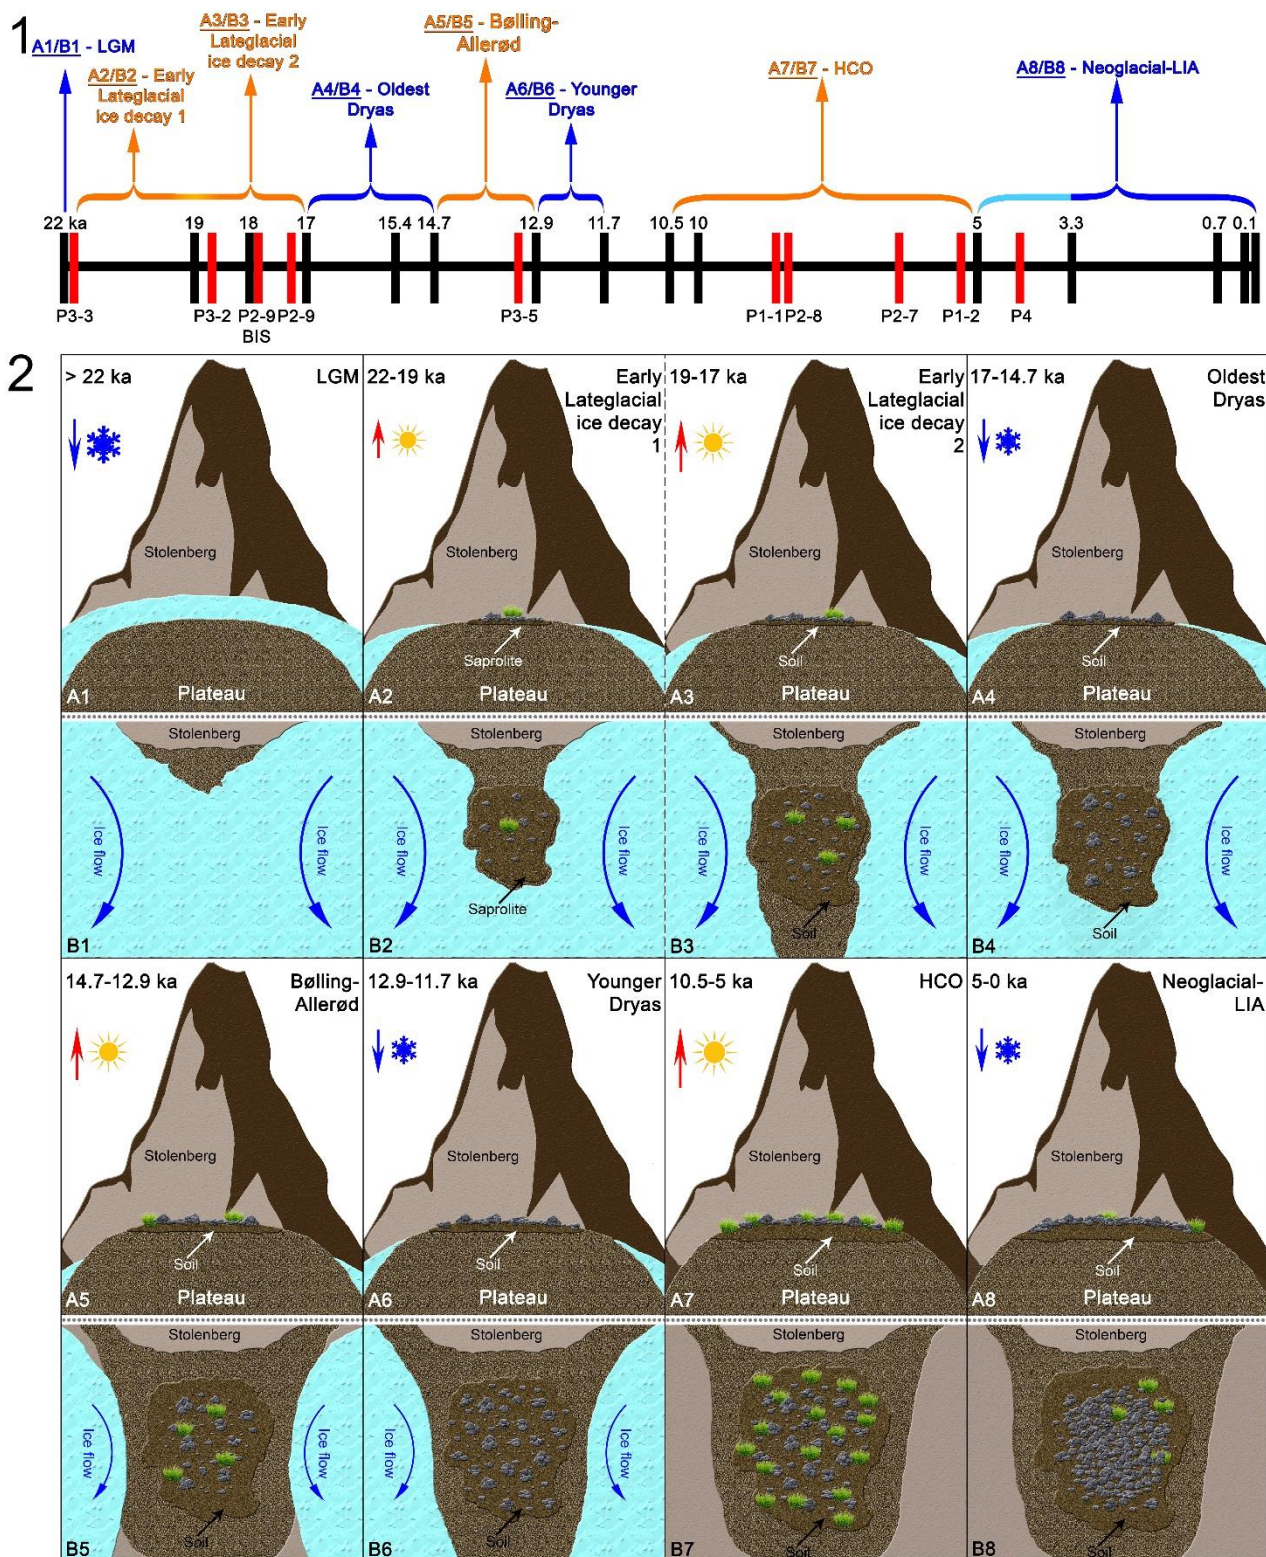 1
A1/B1 - LGM
A2/B2 - Early
Lateglacial
ice decay 1
A3/B3 - Early
Lateglacial
ice decay 2
A4/B4 - Oldest
Dryas
A5/B5 - Bølling-
Allerød
A6/B6 - Younger
Dryas
A7/B7 - HCO
A8/B8 - Neoglacial-LIA
22 ka 19 18 17 15.4 14.7 12.9 11.7 10.5 10 5 3.3 0.7 0.1
P3-3 P3-2 P2-9 P2-9 P3-5 P1-1 P2-8 P2-7 P1-2 P4
BIS
2
> 22 ka LGM
Stolenberg
Plateau
A1
Stolenberg
Ice flow
Ice flow
B1
22-19 ka Early
Lateglacial
ice decay
1
Stolenberg
Saprolite
Plateau
A2
Stolenberg
Ice flow
Ice flow
Saprolite
B2
19-17 ka Early
Lateglacial
ice decay
2
Stolenberg
Soil
Plateau
A3
Stolenberg
Ice flow
Ice flow
Soil
B3
17-14.7 ka Oldest
Dryas
Stolenberg
Soil
Plateau
A4
Stolenberg
Ice flow
Ice flow
Soil
B4
14.7-12.9 ka Bølling-
Allerød
Stolenberg
Soil
Plateau
A5
Stolenberg
Ice flow
Ice flow
Soil
B5
12.9-11.7 ka Younger
Dryas
Stolenberg
Soil
Plateau
A6
Stolenberg
Ice flow
Ice flow
Soil
B6
10.5-5 ka HCO
Stolenberg
Soil
Plateau
A7
Stolenberg
Soil
B7
5-0 ka Neoglacial-
LIA
Stolenberg
Soil
Plateau
A8
Stolenberg
Soil
B8